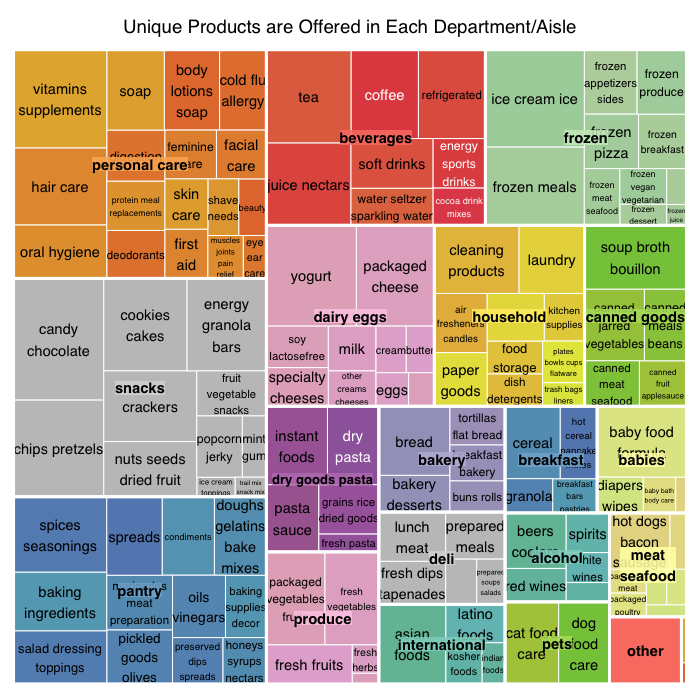 Unique Products are Offered in Each Department/Aisle
vitamins
supplements
soap
body
lotions
soap
cold flu
allergy
digestion
feminine
care
facial
care
personal care
hair care
protein meal
replacements
skin
care
shave
needs
beauty
oral hygiene
deodorants
first
aid
muscles
joints
pain
relief
eye
ear
care
tea
coffee
refrigerated
beverages
juice nectars
soft drinks
energy
sports
drinks
water seltzer
sparkling water
cocoa drink
mixes
ice cream ice
frozen
appetizers
sides
frozen
produce
frozen
pizza
frozen
breakfast
frozen
frozen meals
frozen
meat
seafood
frozen
vegan
vegetarian
frozen
dessert
frozen
juice
candy
chocolate
cookies
cakes
energy
granola
bars
snacks
crackers
fruit
vegetable
snacks
chips pretzels
nuts seeds
dried fruit
popcorn
jerky
mint
gum
ice cream
toppings
trail mix
snack mix
yogurt
packaged
cheese
dairy eggs
soy
lactosefree
milk
cream
butter
specialty
cheeses
other
creams
cheeses
eggs
cleaning
products
laundry
household
air
fresheners
candles
kitchen
supplies
paper
goods
food
storage
plates
bowls cups
flatware
dish
detergents
trash bags
liners
soup broth
bouillon
canned goods
canned
jarred
vegetables
canned
meals
beans
canned
meat
seafood
canned
fruit
applesauce
spices
seasonings
spreads
condiments
doughs
gelatins
bake
mixes
pantry
baking
ingredients
meat
preparation
oils
vinegars
baking
supplies
decor
salad dressing
toppings
pickled
goods
olives
preserved
dips
spreads
honeys
syrups
nectars
instant
foods
dry
pasta
dry goods pasta
pasta
sauce
grains rice
dried goods
fresh pasta
packaged
vegetables
fresh
vegetables
produce
fresh fruits
fresh
herbs
bread
tortillas
flat bread
breakfast
bakery
bakery
bakery
desserts
buns rolls
cereal
hot
cereal
pancake
mixes
breakfast
granola
breakfast
bars
pastries
baby food
formula
babies
diapers
wipes
baby bath
body care
lunch
meat
prepared
meals
deli
fresh dips
tapenades
prepared
soups
salads
beers
coolers
spirits
alcohol
red wines
white
wines
hot dogs
bacon
sausage
meat
seafood
meat
packaged
poultry
asian
foods
latino
foods
international
kosher
foods
indian
foods
cat food
care
dog
food
care
pets
other